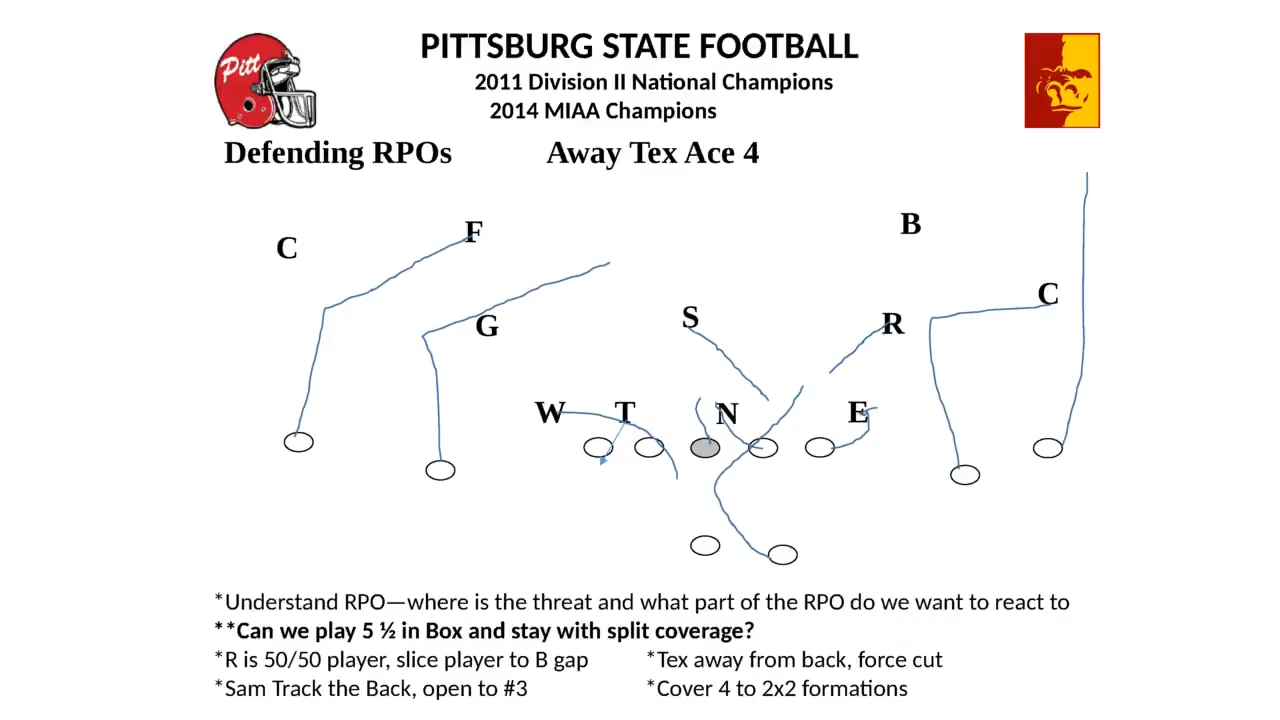 PITTSBURG STATE FOOTBALL
Pitt
2011 Division II National Champions
2014 MIAA Champions
Defending RPOs Away Tex Ace 4
F B
C
C
S R
G
W T N E
*Understand RPO—where is the threat and what part of the RPO do we want to react to
**Can we play 5 ½ in Box and stay with split coverage?
*R is 50/50 player, slice player to B gap *Tex away from back, force cut
*Sam Track the Back, open to #3 *Cover 4 to 2x2 formations